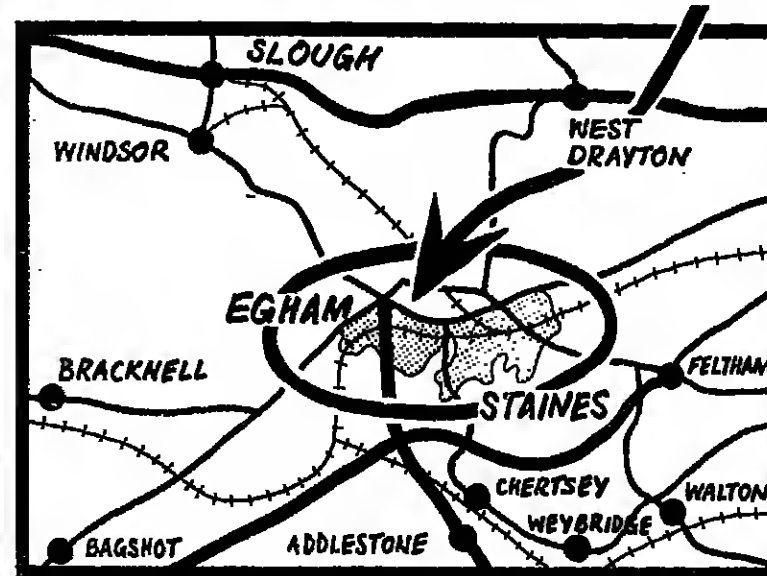 SLOUGH
WEST
DRAYTON
WINDSOR
EGHAM
BRACKNELL
FELTHAM
STAINES
CHERTSEY
WALTON
WEYBRIDGE
BAGSHOT
ADDLESTONE